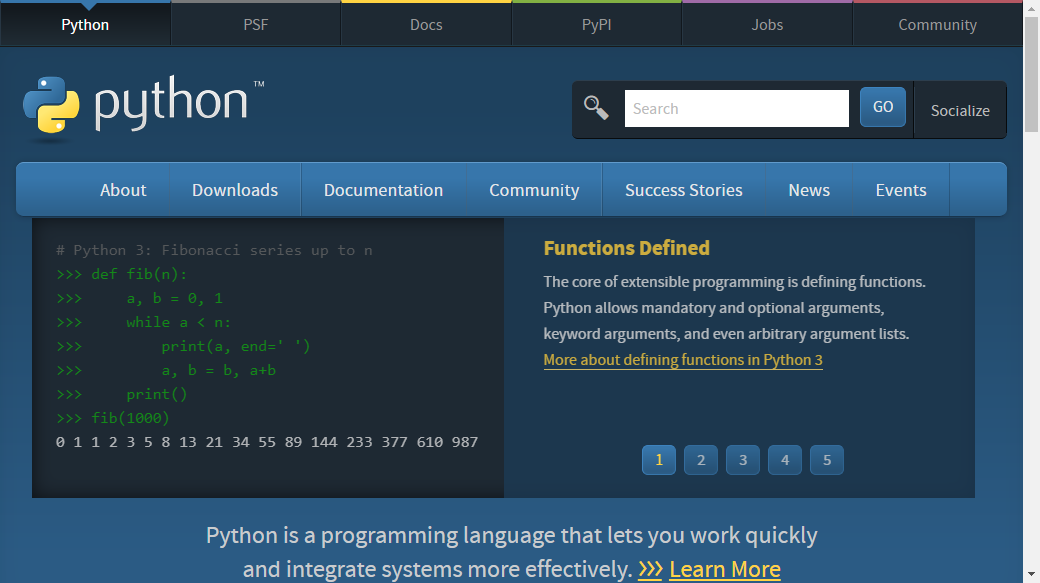 Python PSF Docs PyPI Jobs Community
python™
Search GO Socialize
About Downloads Documentation Community Success Stories News Events
# Python 3: Fibonacci series up to n
>>> def fib(n):
>>>     a, b = 0, 1
>>>     while a < n:
>>>         print(a, end=' ')
>>>         a, b = b, a+b
>>>     print()
>>> fib(1000)
0 1 1 2 3 5 8 13 21 34 55 89 144 233 377 610 987
Functions Defined
The core of extensible programming is defining functions.
Python allows mandatory and optional arguments,
keyword arguments, and even arbitrary argument lists.
More about defining functions in Python 3
1 2 3 4 5
Python is a programming language that lets you work quickly
and integrate systems more effectively. >>> Learn More